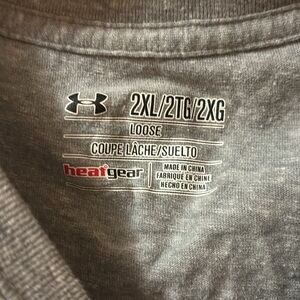 2XL/2TG/2XG
LOOSE
COUPE LÂCHE/SUELTO
heatgear
MADE IN CHINA
FABRIQUÉ EN CHINE
HECHO EN CHINA